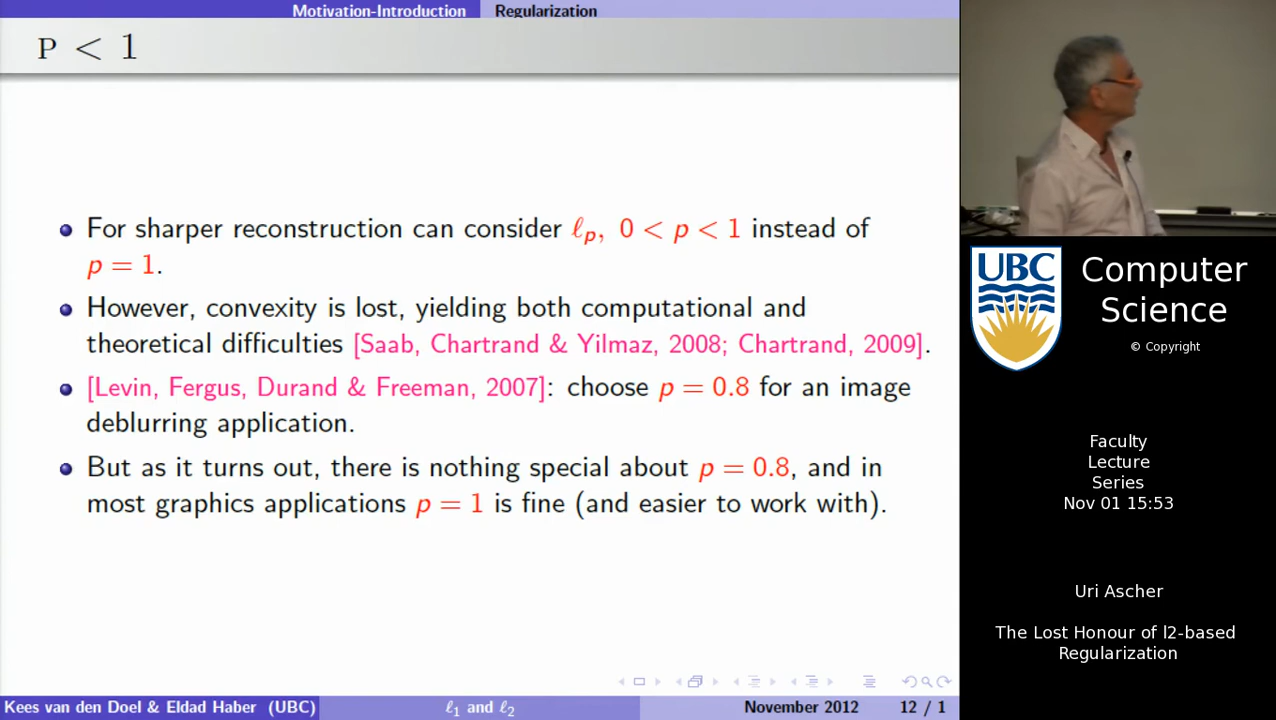 Motivation-Introduction Regularization
P < 1
For sharper reconstruction can consider ℓp, 0 < p < 1 instead of
p = 1.
However, convexity is lost, yielding both computational and
theoretical difficulties [Saab, Chartrand & Yilmaz, 2008; Chartrand, 2009].
[Levin, Fergus, Durand & Freeman, 2007]: choose p = 0.8 for an image
deblurring application.
But as it turns out, there is nothing special about p = 0.8, and in
most graphics applications p = 1 is fine (and easier to work with).
Kees van den Doel & Eldad Haber (UBC) ℓ1 and ℓ2 November 2012 12 / 1
UBC
Computer
Science
© Copyright
Faculty
Lecture
Series
Nov 01 15:53
Uri Ascher
The Lost Honour of l2-based
Regularization